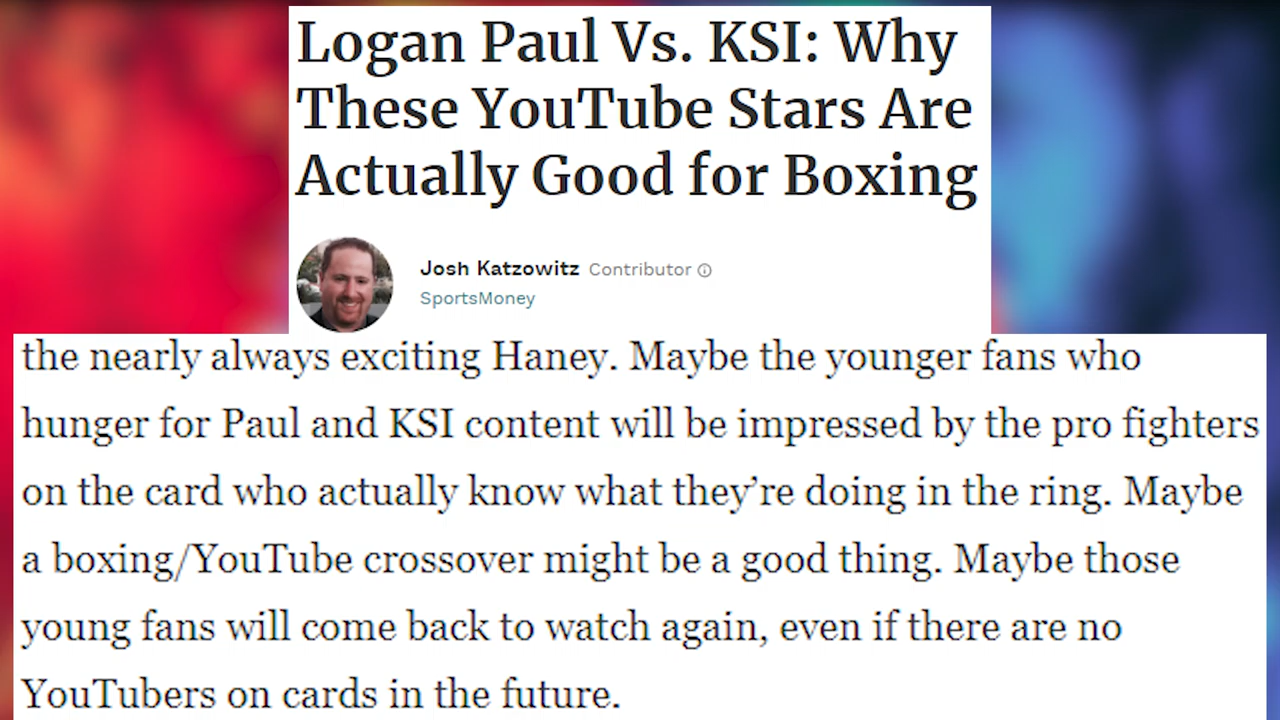 Logan Paul Vs. KSI: Why
These YouTube Stars Are
Actually Good for Boxing
Josh Katzowitz Contributor
SportsMoney
the nearly always exciting Haney. Maybe the younger fans who
hunger for Paul and KSI content will be impressed by the pro fighters
on the card who actually know what they’re doing in the ring. Maybe
a boxing/YouTube crossover might be a good thing. Maybe those
young fans will come back to watch again, even if there are no
YouTubers on cards in the future.